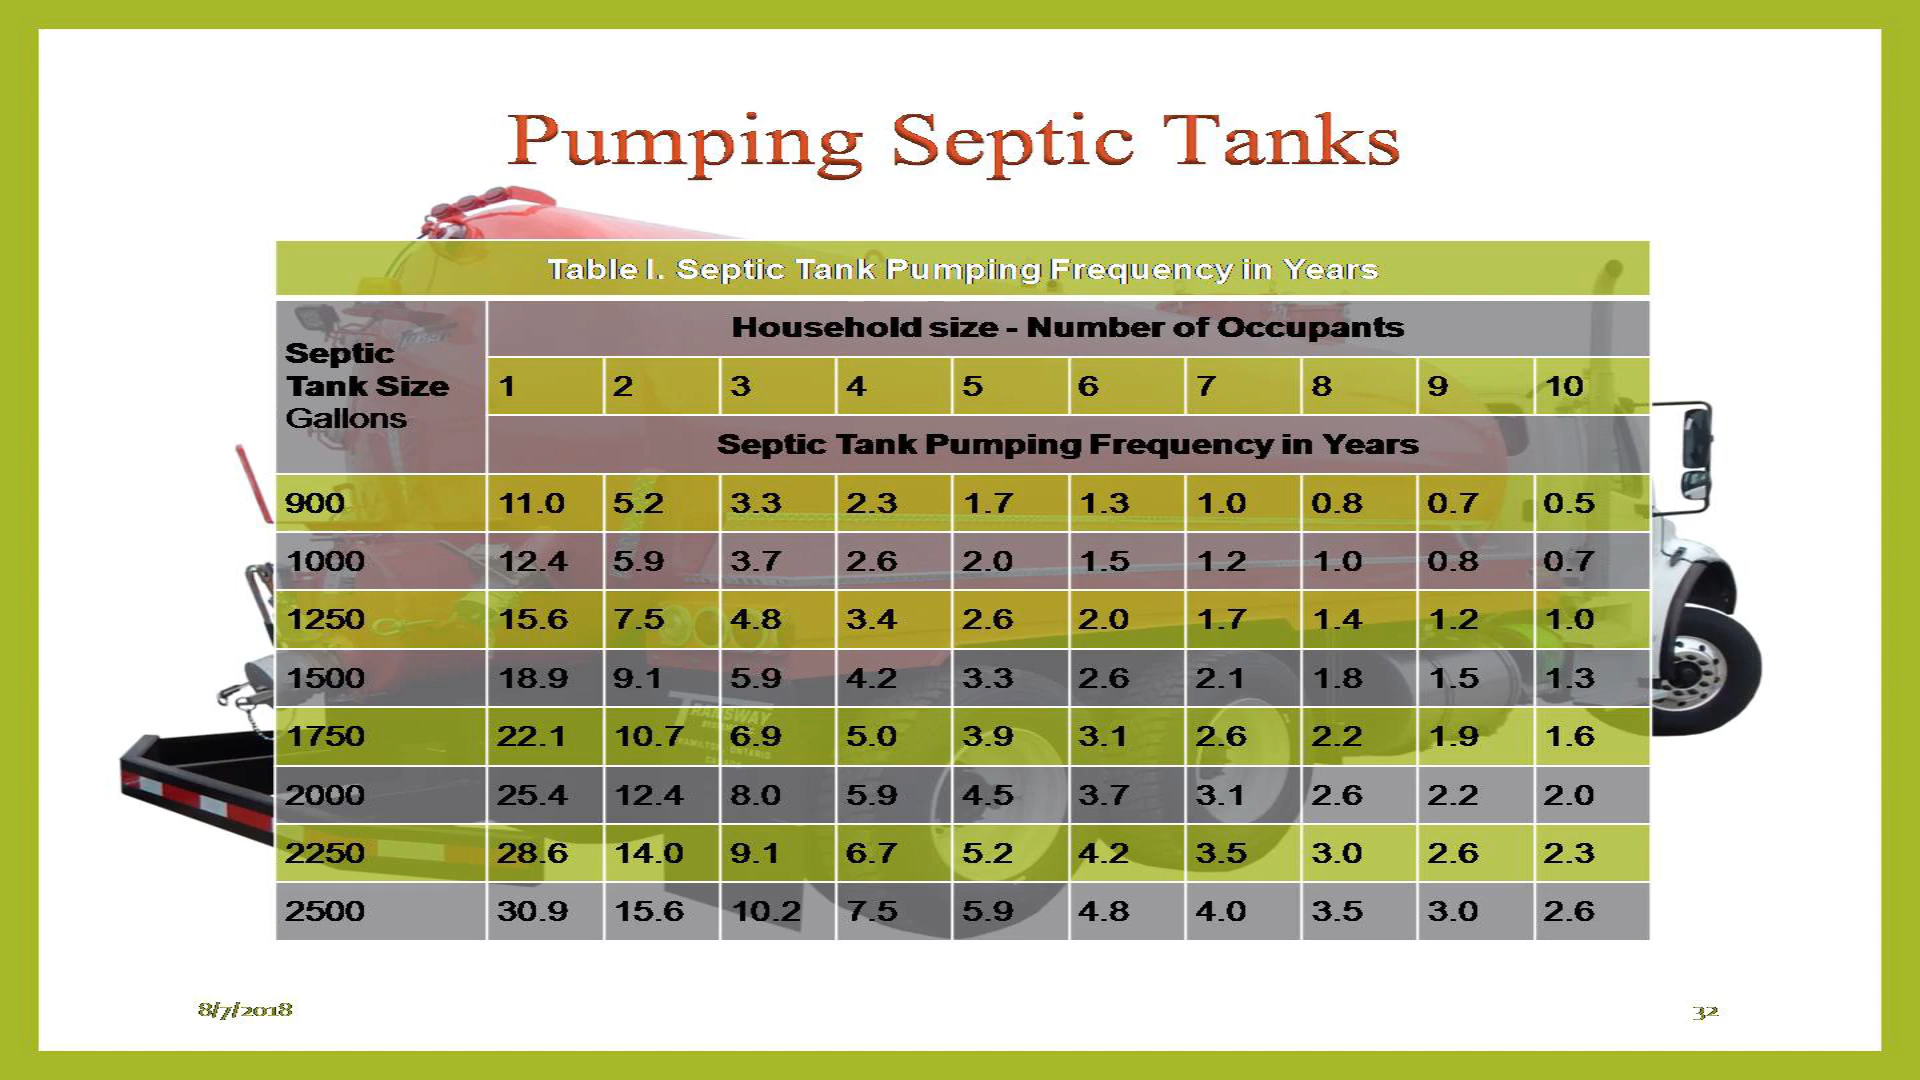 Pumping Septic Tanks
Table I. Septic Tank Pumping Frequency in Years
Septic
Tank Size
Gallons
Household size - Number of Occupants
1 2 3 4 5 6 7 8 9 10
Septic Tank Pumping Frequency in Years
900 11.0 5.2 3.3 2.3 1.7 1.3 1.0 0.8 0.7 0.5
1000 12.4 5.9 3.7 2.6 2.0 1.5 1.2 1.0 0.8 0.7
1250 15.6 7.5 4.8 3.4 2.6 2.0 1.7 1.4 1.2 1.0
1500 18.9 9.1 5.9 4.2 3.3 2.6 2.1 1.8 1.5 1.3
1750 22.1 10.7 6.9 5.0 3.9 3.1 2.6 2.2 1.9 1.6
2000 25.4 12.4 8.0 5.9 4.5 3.7 3.1 2.6 2.2 2.0
2250 28.6 14.0 9.1 6.7 5.2 4.2 3.5 3.0 2.6 2.3
2500 30.9 15.6 10.2 7.5 5.9 4.8 4.0 3.5 3.0 2.6
TRANSWAY
HAMILTON ONTARIO
CANADA
8/7/2018
32